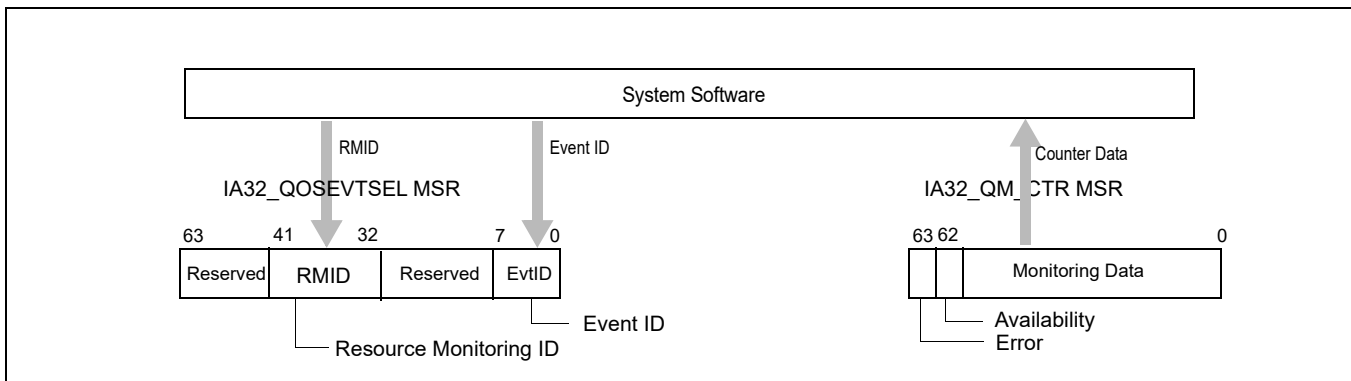 System Software
RMID
Event ID
Counter Data
IA32_QOSEVTSEL MSR
IA32_QM_CTR MSR
63 41 32 7 0
63 62 0
Reserved RMID Reserved EvtID
Monitoring Data
Event ID
Resource Monitoring ID
Availability
Error